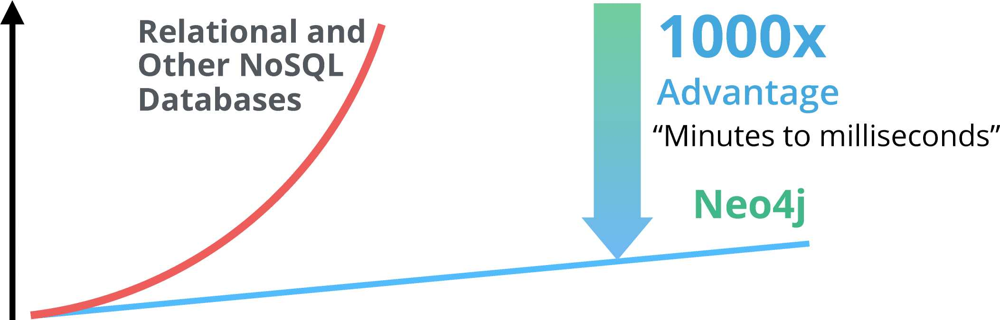 Relational and
Other NoSQL
Databases
1000x
Advantage
“Minutes to milliseconds”
Neo4j